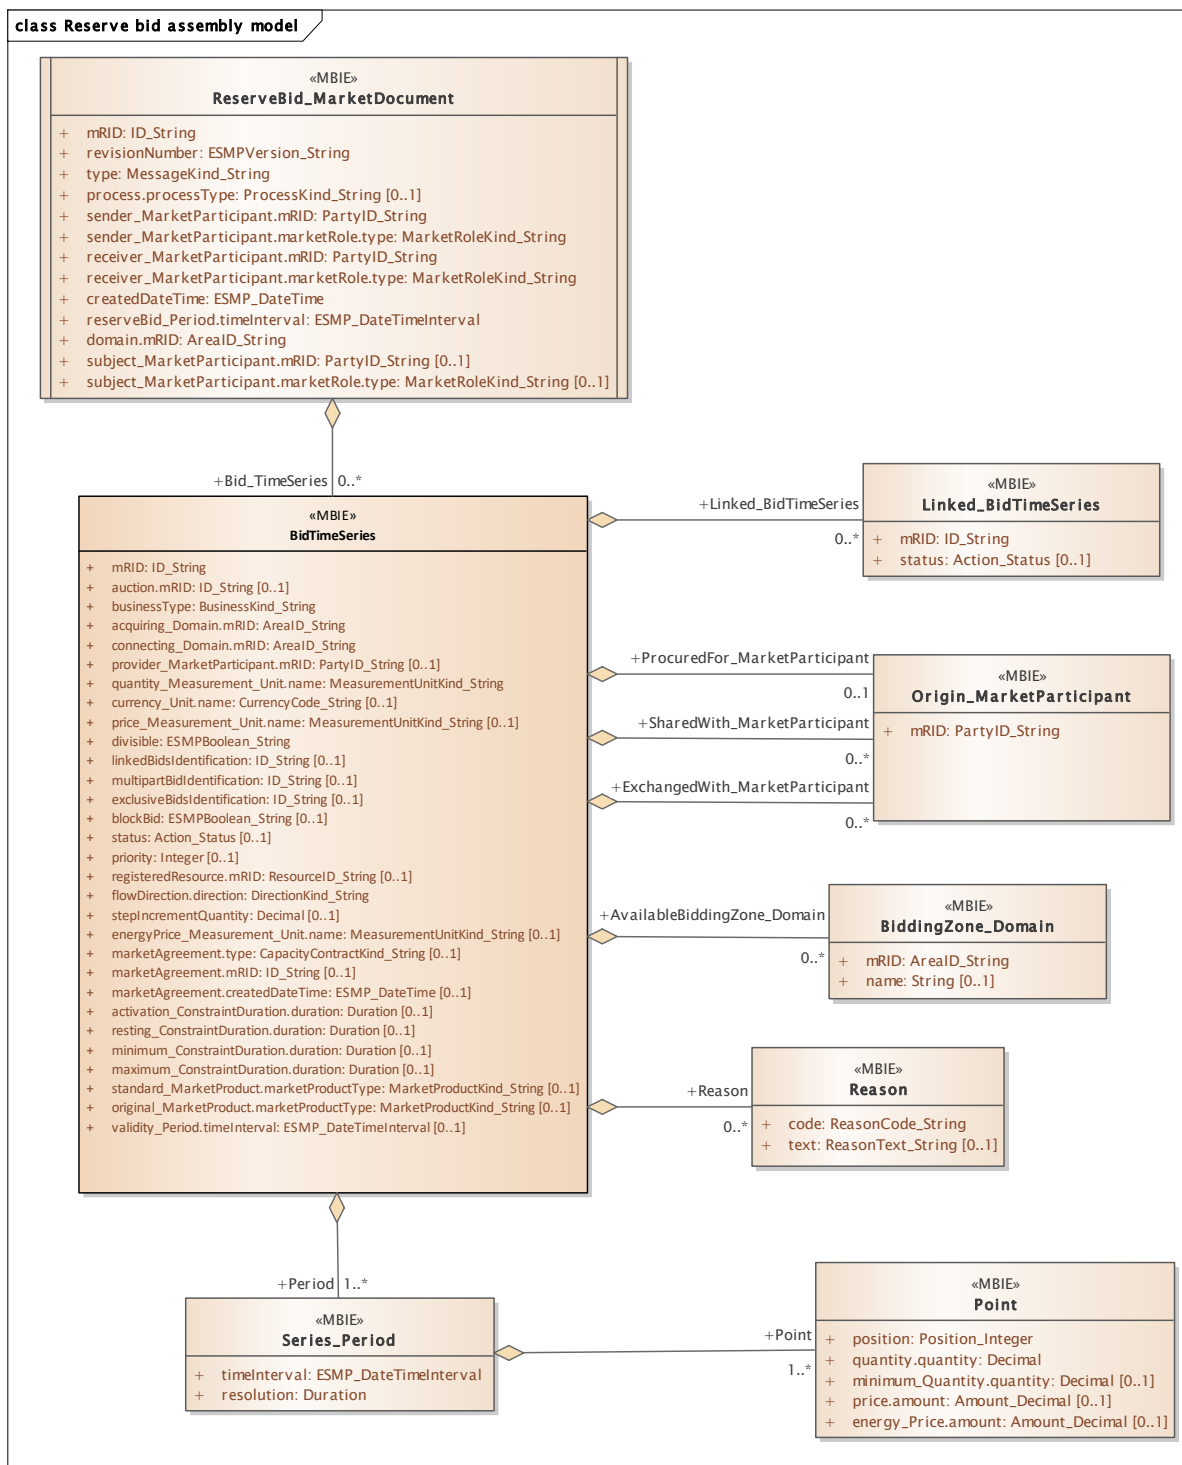 class Reserve bid assembly model
«MBIE»
ReserveBid_MarketDocument
+ mRID: ID_String
+ revisionNumber: ESMPVersion_String
+ type: MessageKind_String
+ process.processType: ProcessKind_String [0..1]
+ sender_MarketParticipant.mRID: PartyID_String
+ sender_MarketParticipant.marketRole.type: MarketRoleKind_String
+ receiver_MarketParticipant.mRID: PartyID_String
+ receiver_MarketParticipant.marketRole.type: MarketRoleKind_String
+ createdDateTime: ESMP_DateTime
+ reserveBid_Period.timeInterval: ESMP_DateTimeInterval
+ domain.mRID: AreaID_String
+ subject_MarketParticipant.mRID: PartyID_String [0..1]
+ subject_MarketParticipant.marketRole.type: MarketRoleKind_String [0..1]
+Bid_TimeSeries 0..*
«MBIE»
BidTimeSeries
+ mRID: ID_String
+ auction.mRID: ID_String [0..1]
+ businessType: BusinessKind_String
+ acquiring_Domain.mRID: AreaID_String
+ connecting_Domain.mRID: AreaID_String
+ provider_MarketParticipant.mRID: PartyID_String [0..1]
+ quantity_Measurement_Unit.name: MeasurementUnitKind_String
+ currency_Unit.name: CurrencyCode_String [0..1]
+ price_Measurement_Unit.name: MeasurementUnitKind_String [0..1]
+ divisible: ESMPBoolean_String
+ linkedBidsIdentification: ID_String [0..1]
+ multipartBidIdentification: ID_String [0..1]
+ exclusiveBidsIdentification: ID_String [0..1]
+ blockBid: ESMPBoolean_String [0..1]
+ status: Action_Status [0..1]
+ priority: Integer [0..1]
+ registeredResource.mRID: ResourceID_String [0..1]
+ flowDirection.direction: DirectionKind_String
+ stepIncrementQuantity: Decimal [0..1]
+ energyPrice_Measurement_Unit.name: MeasurementUnitKind_String [0..1]
+ marketAgreement.type: CapacityContractKind_String [0..1]
+ marketAgreement.mRID: ID_String [0..1]
+ marketAgreement.createdDateTime: ESMP_DateTime [0..1]
+ activation_ConstraintDuration.duration: Duration [0..1]
+ resting_ConstraintDuration.duration: Duration [0..1]
+ minimum_ConstraintDuration.duration: Duration [0..1]
+ maximum_ConstraintDuration.duration: Duration [0..1]
+ standard_MarketProduct.marketProductType: MarketProductKind_String [0..1]
+ original_MarketProduct.marketProductType: MarketProductKind_String [0..1]
+ validity_Period.timeInterval: ESMP_DateTimeInterval [0..1]
+Linked_BidTimeSeries
0..*
«MBIE»
Linked_BidTimeSeries
+ mRID: ID_String
+ status: Action_Status [0..1]
+ProcuredFor_MarketParticipant
0..1
+SharedWith_MarketParticipant
0..*
+ExchangedWith_MarketParticipant
0..*
«MBIE»
Origin_MarketParticipant
+ mRID: PartyID_String
+AvailableBiddingZone_Domain
0..*
«MBIE»
BiddingZone_Domain
+ mRID: AreaID_String
+ name: String [0..1]
+Reason
0..*
«MBIE»
Reason
+ code: ReasonCode_String
+ text: ReasonText_String [0..1]
+Period 1..*
«MBIE»
Series_Period
+ timeInterval: ESMP_DateTimeInterval
+ resolution: Duration
+Point
1..*
«MBIE»
Point
+ position: Position_Integer
+ quantity.quantity: Decimal
+ minimum_Quantity.quantity: Decimal [0..1]
+ price.amount: Amount_Decimal [0..1]
+ energy_Price.amount: Amount_Decimal [0..1]